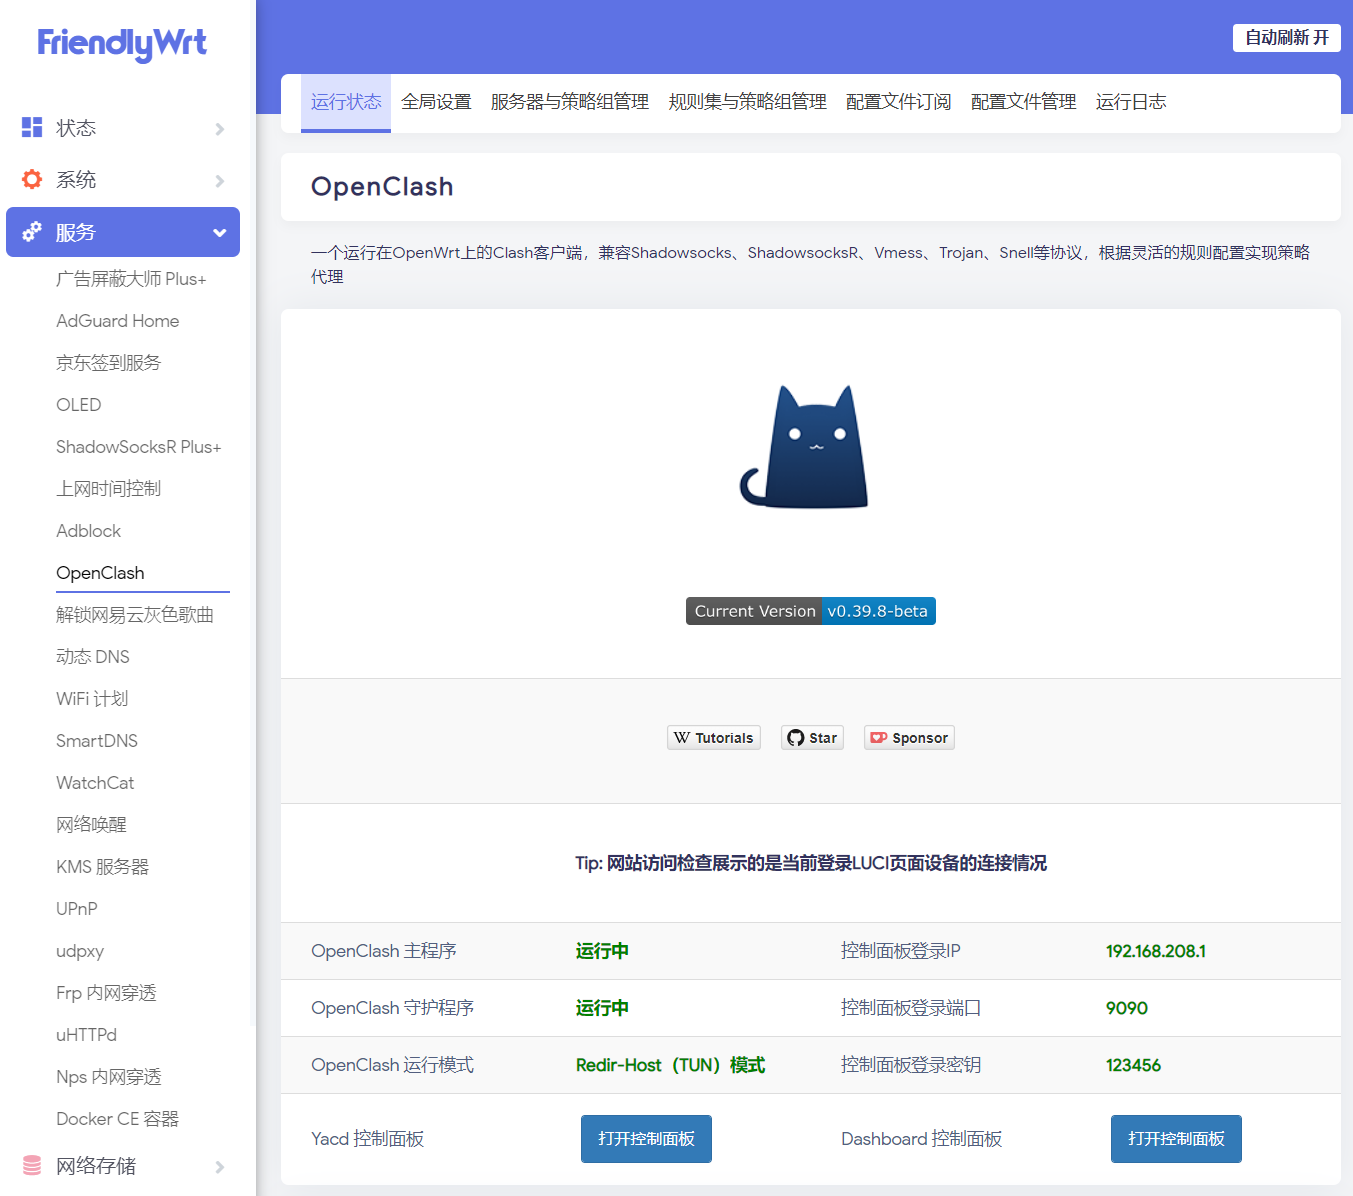 FriendlyWrt
自动刷新 开
状态
系统
服务
广告屏蔽大师 Plus+
AdGuard Home
京东签到服务
OLED
ShadowSocksR Plus+
上网时间控制
Adblock
OpenClash
解锁网易云灰色歌曲
动态 DNS
WiFi 计划
SmartDNS
WatchCat
网络唤醒
KMS 服务器
UPnP
udpxy
Frp 内网穿透
uHTTPd
Nps 内网穿透
Docker CE 容器
网络存储
运行状态 全局设置 服务器与策略组管理 规则集与策略组管理 配置文件订阅 配置文件管理 运行日志
OpenClash
一个运行在OpenWrt上的Clash客户端，兼容Shadowsocks、ShadowsocksR、Vmess、Trojan、Snell等协议，根据灵活的规则配置实现策略
代理
Current Version v0.39.8-beta
W Tutorials Star Sponsor
Tip: 网站访问检查展示的是当前登录LUCI页面设备的连接情况
OpenClash 主程序 运行中 控制面板登录IP 192.168.208.1
OpenClash 守护程序 运行中 控制面板登录端口 9090
OpenClash 运行模式 Redir-Host（TUN）模式 控制面板登录密钥 123456
Yacd 控制面板 打开控制面板 Dashboard 控制面板 打开控制面板